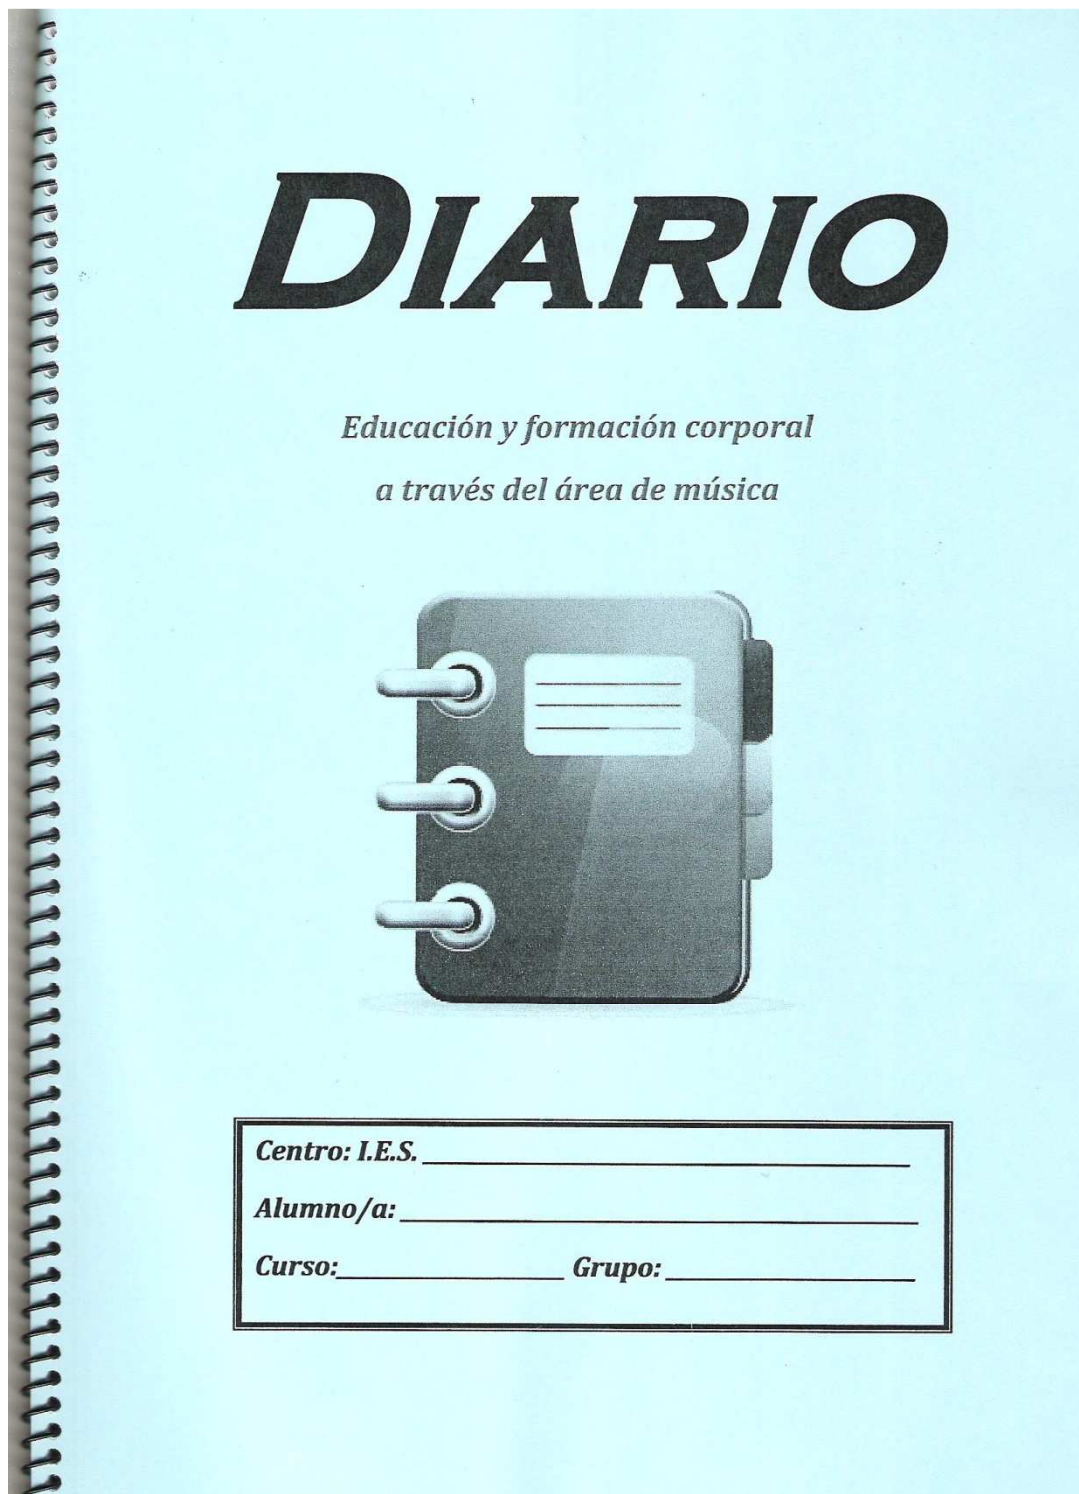 DIARIO
Educación y formación corporal
a través del área de música
Centro: I.E.S.
Alumno/a:
Curso: Grupo: